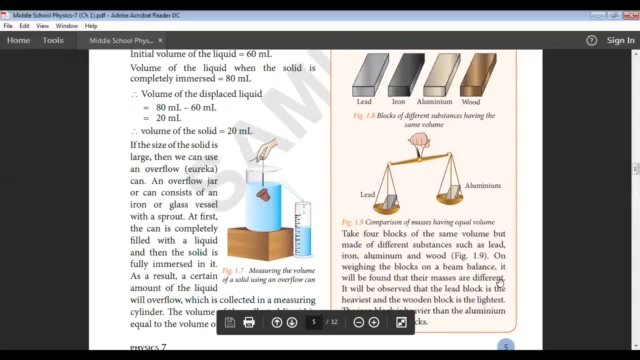 Middle School Physics-7 (Ch 1).pdf - Adobe Acrobat Reader DC
File Edit View Window Help
Home Tools
Middle School Phys...
Initial volume of the liquid = 60 mL
Volume of the liquid when the solid is
completely immersed = 80 mL
∴ Volume of the displaced liquid
= 80 mL – 60 mL
= 20 mL
∴ volume of the solid = 20 mL
If the size of the solid is
large, then we can use
an overflow (eureka)
can. An overflow jar
or can consists of an
iron or glass vessel
with a sprout. At first,
the can is completely
filled with a liquid
and then the solid is
fully immersed in it.
As a result, a certain
amount of the liquid
will overflow, which is collected in a measuring
cylinder. The volume
equal to the volume o
Fig. 1.7 Measuring the volume
of a solid using an overflow can
PHYSICS 7
Lead Iron Aluminium Wood
Fig. 1.8 Blocks of different substances having the
same volume
Lead
Aluminium
Fig. 1.9 Comparison of masses having equal volume
Take four blocks of the same volume but
made of different substances such as lead,
iron, aluminium and wood (Fig. 1.9). On
weighing the blocks on a beam balance, it
will be found that their masses are different.
It will be observed that the lead block is the
heaviest and the wooden block is the lightest.
The iron block is heavier than the aluminium
cks.
5
5 / 12